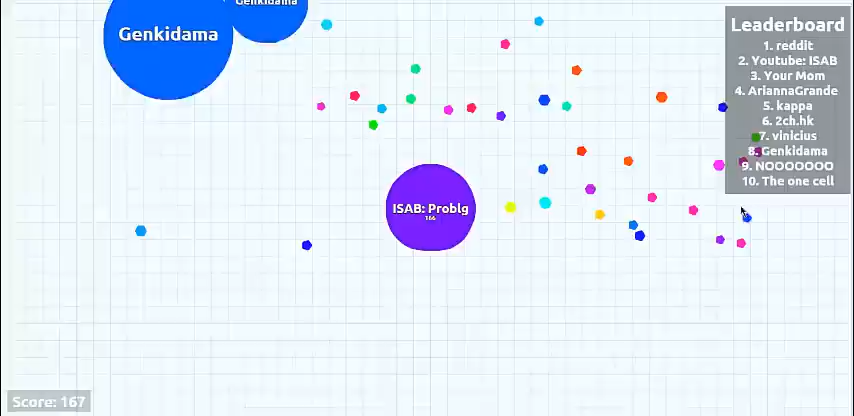 Genkidama
Genkidama
Leaderboard
1. reddit
2. Youtube: ISAB
3. Your Mom
4. AriannaGrande
5. kappa
6. 2ch.hk
7. vinicius
8. Genkidama
9. NOOOOOOO
10. The one cell
ISAB: Problg
166
Score: 167